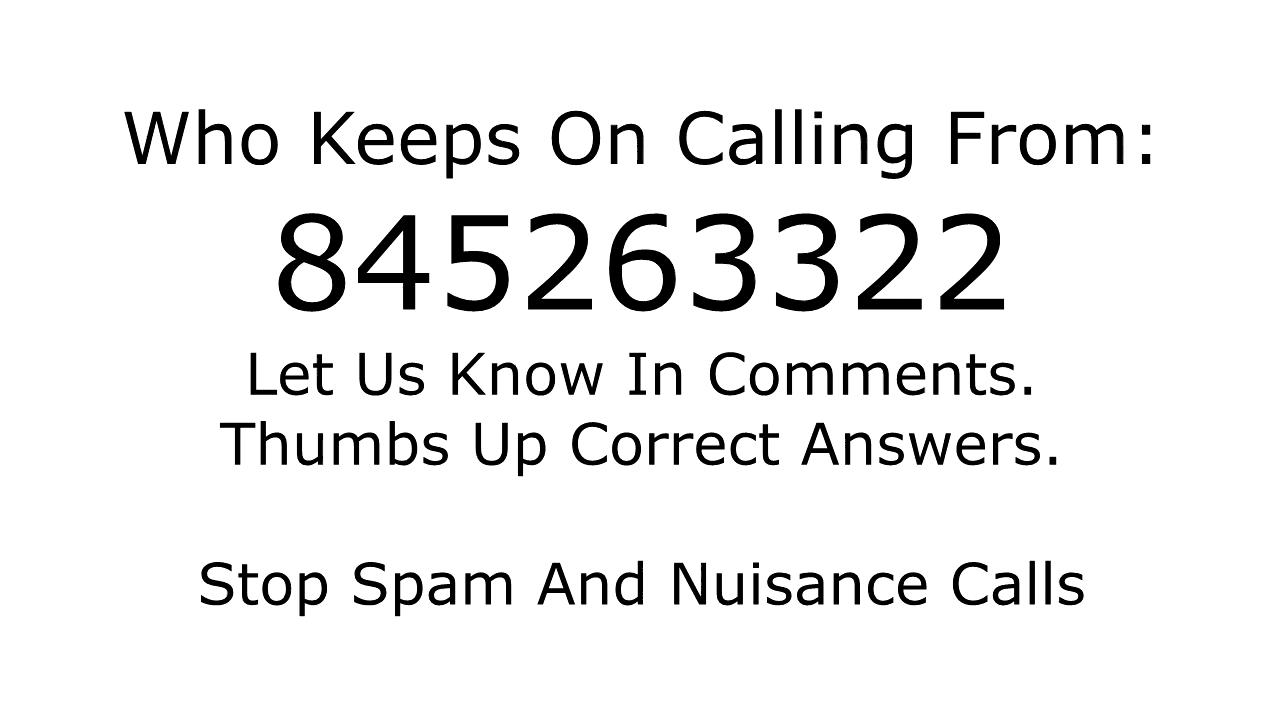 Who Keeps On Calling From:
845263322
Let Us Know In Comments.
Thumbs Up Correct Answers.
Stop Spam And Nuisance Calls